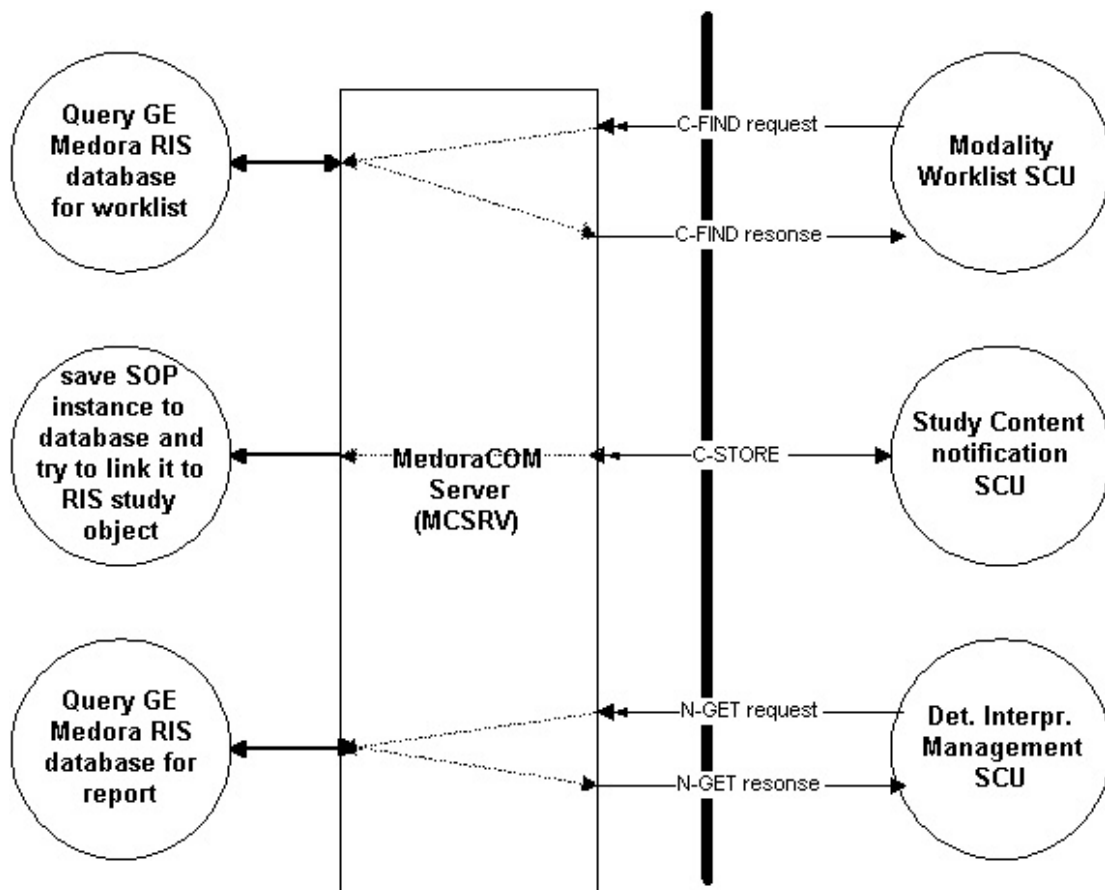 Query GE
Medora RIS
database
for worklist
C-FIND request
C-FIND resonse
Modality
Worklist SCU
save SOP
instance to
database and
try to link it to
RIS study
object
MedoraCOM
Server
(MCSRV)
C-STORE
Study Content
notification
SCU
Query GE
Medora RIS
database for
report
N-GET request
N-GET resonse
Det. Interpr.
Management
SCU